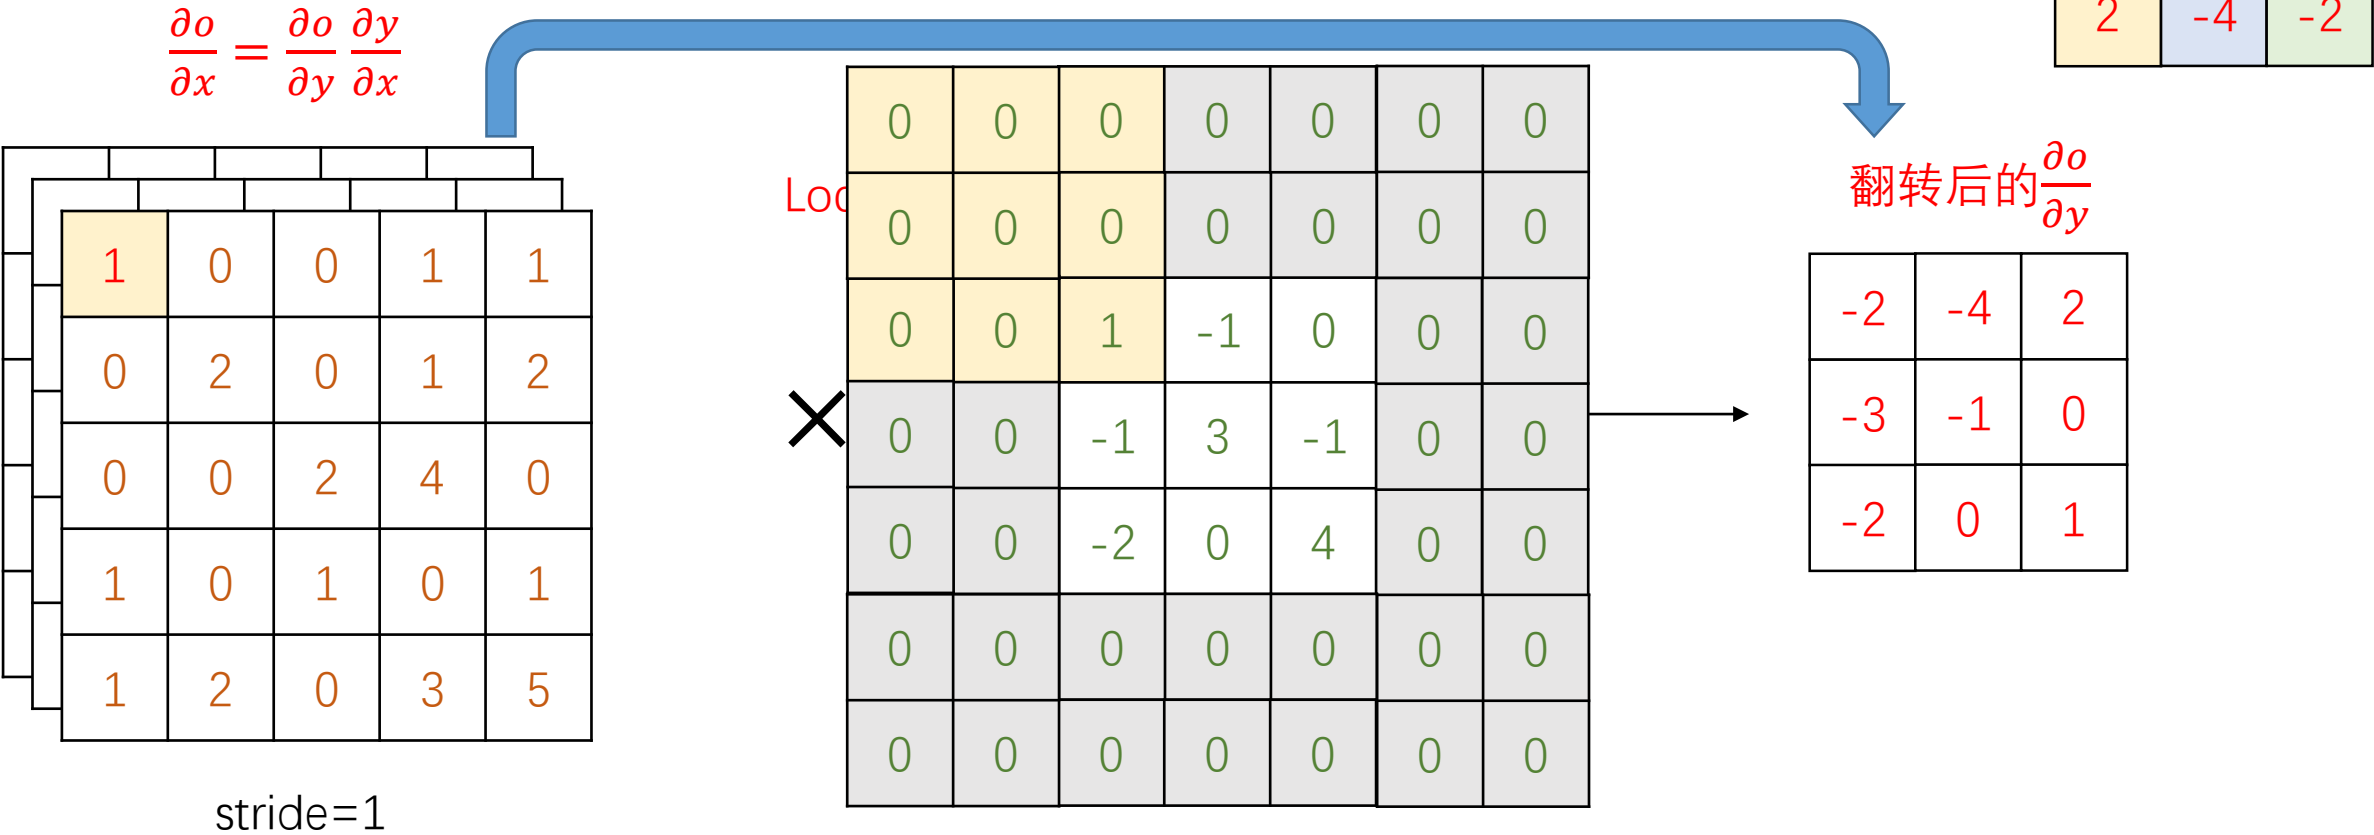 ∂o/∂x = ∂o/∂y ∂y/∂x
2 -4 -2
翻转后的∂o/∂y
1 0 0 1 1
0 2 0 1 2
0 0 2 4 0
1 0 1 0 1
1 2 0 3 5
stride=1
Loc
×
0 0 0 0 0 0 0
0 0 0 0 0 0 0
0 0 1 -1 0 0 0
0 0 -1 3 -1 0 0
0 0 -2 0 4 0 0
0 0 0 0 0 0 0
0 0 0 0 0 0 0
-2 -4 2
-3 -1 0
-2 0 1